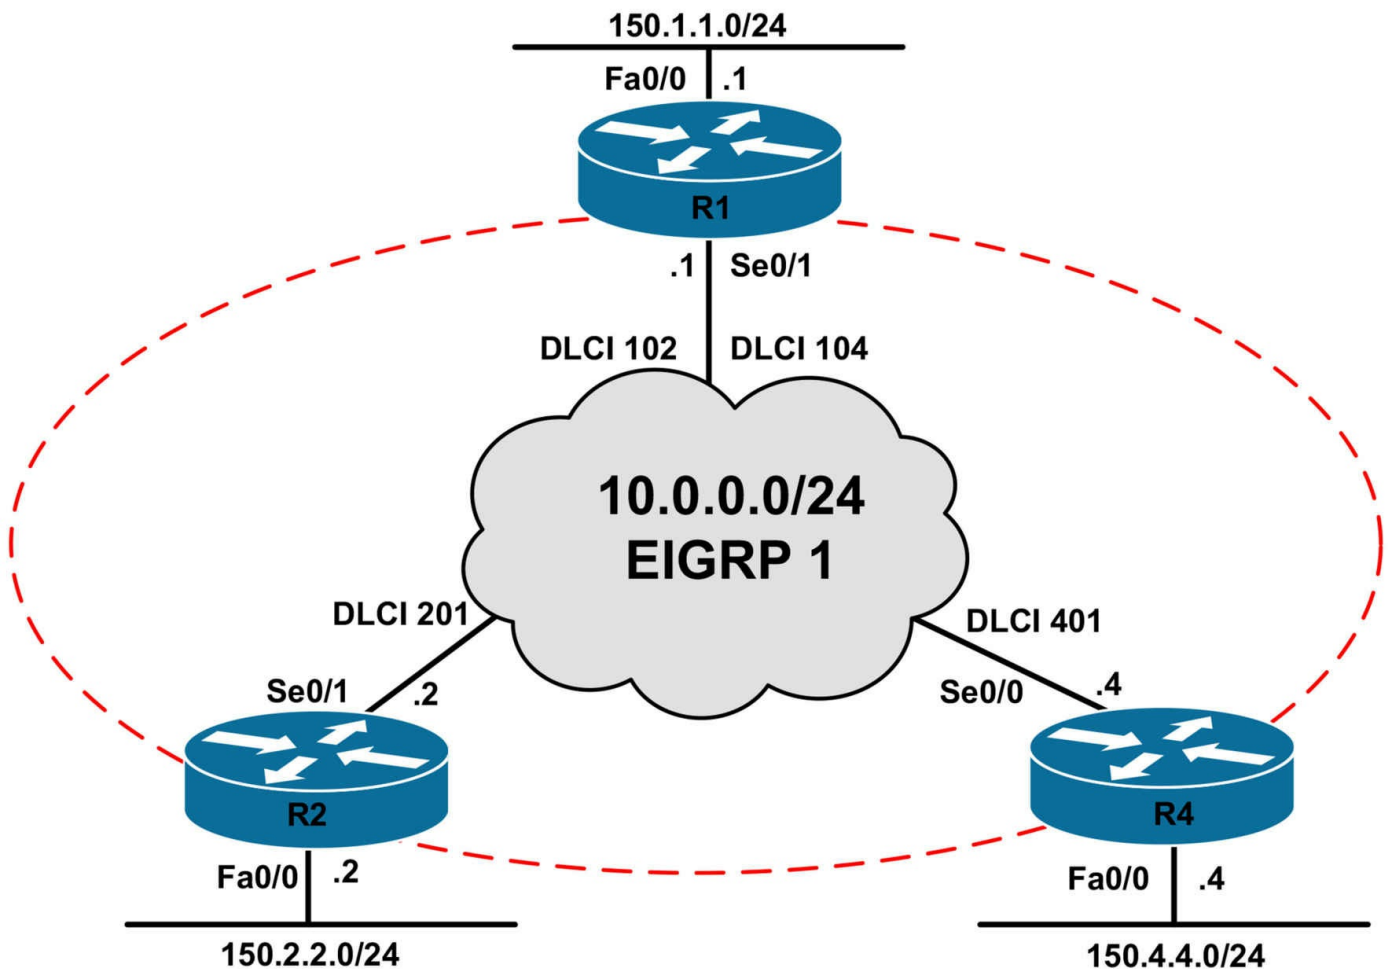 150.1.1.0/24
Fa0/0 .1
R1
.1 Se0/1
DLCI 102 DLCI 104
10.0.0.0/24
EIGRP 1
DLCI 201 DLCI 401
Se0/1 .2 Se0/0 .4
R2 R4
Fa0/0 .2 Fa0/0 .4
150.2.2.0/24 150.4.4.0/24